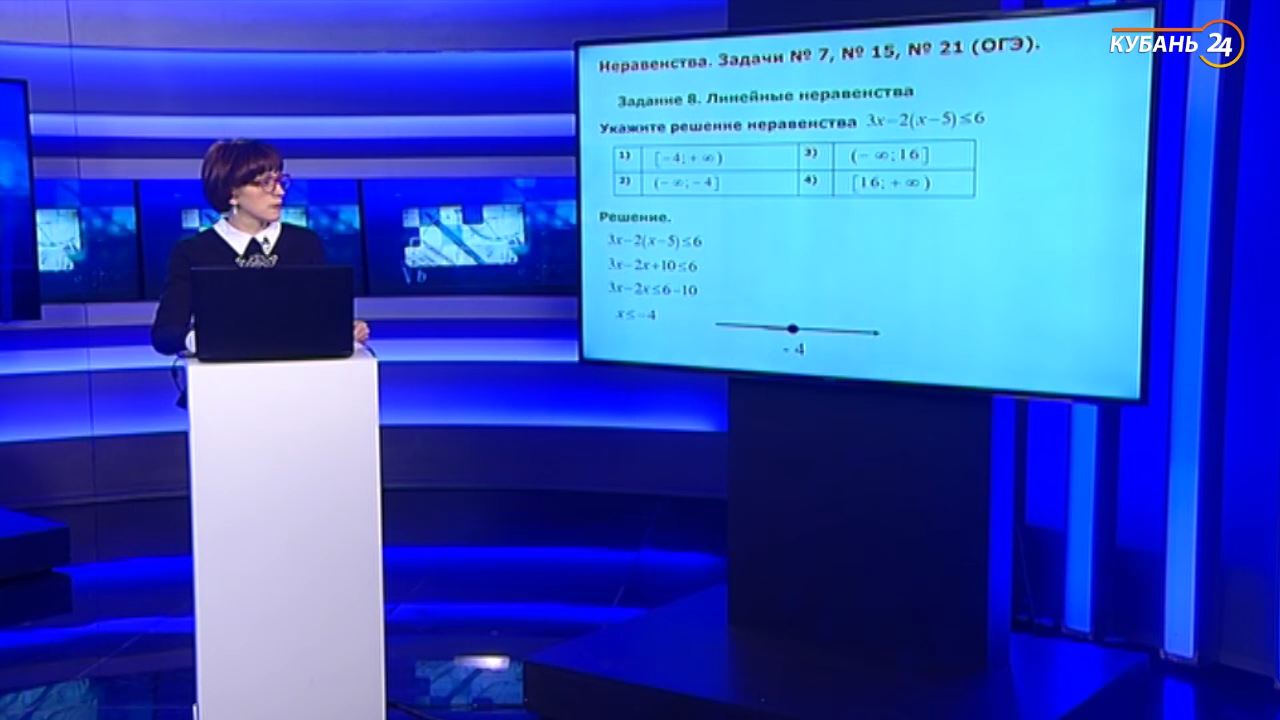 КУБАНЬ 24
Неравенства. Задачи № 7, № 15, № 21 (ОГЭ).
Задание 8. Линейные неравенства
Укажите решение неравенства 3x−2(x−5)≤6
1) [−4;+∞) 3) (−∞;16]
2) (−∞;−4] 4) [16;+∞)
Решение.
3x−2(x−5)≤6
3x−2x+10≤6
3x−2x≤6−10
x≤−4
-4